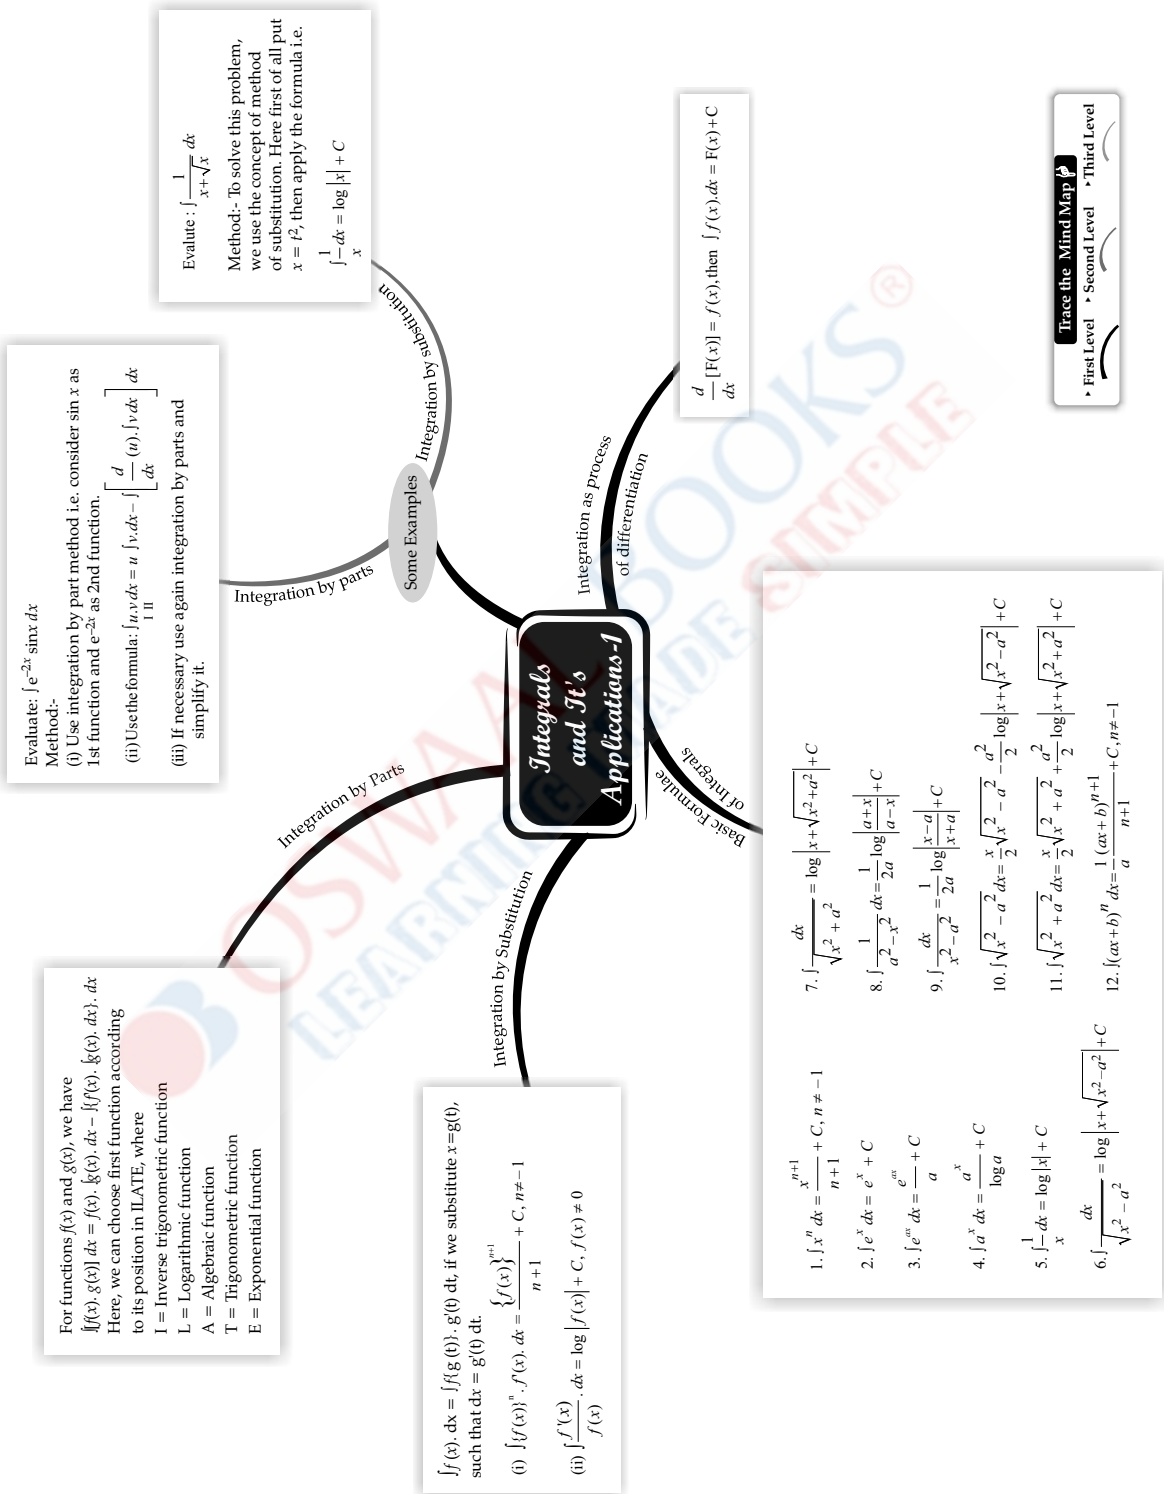 Integrals
and It's
Applications-1
Integration by Parts
For functions f(x) and g(x), we have
∫[f(x). g(x)] dx = f(x). ∫g(x). dx − ∫{f'(x). ∫g(x). dx}. dx
Here, we can choose first function according
to its position in ILATE, where
I = Inverse trigonometric function
L = Logarithmic function
A = Algebraic function
T = Trigonometric function
E = Exponential function
Integration by Substitution
∫f (x). dx = ∫f{g (t)}. g'(t) dt, if we substitute x=g(t),
such that dx = g'(t) dt.
(i) ∫{f(x)}ⁿ. f'(x). dx = {f(x)}ⁿ⁺¹/(n+1) + C, n≠−1
(ii) ∫ f'(x)/f(x) . dx = log |f(x)| + C, f(x) ≠ 0
Some Examples
Integration by parts
Evaluate: ∫e⁻²ˣ sinx dx
Method:-
(i) Use integration by part method i.e. consider sin x as
1st function and e⁻²ˣ as 2nd function.
(ii) Use the formula: ∫u.v dx = u ∫v.dx − ∫[d/dx (u).∫v dx] dx
I II
(iii) If necessary use again integration by parts and
simplify it.
Integration by substitution
Evalute : ∫ 1/(x+√x) dx
Method:- To solve this problem,
we use the concept of method
of substitution. Here first of all put
x = t², then apply the formula i.e.
∫ 1/x dx = log |x| + C
Integration as process
of differentiation
d/dx [F(x)] = f(x), then ∫f(x).dx = F(x)+C
Basic Formulae
of Integrals
1. ∫xⁿ dx = xⁿ⁺¹/(n+1) + C, n ≠ −1
2. ∫eˣ dx = eˣ + C
3. ∫eᵃˣ dx = eᵃˣ/a + C
4. ∫aˣ dx = aˣ/log a + C
5. ∫ 1/x dx = log |x| + C
6. ∫ dx/√(x² − a²) = log |x+√(x²−a²)| +C
7. ∫ dx/√(x² + a²) = log |x+√(x²+a²)| +C
8. ∫ 1/(a²−x²) dx = 1/2a log |(a+x)/(a−x)| +C
9. ∫ dx/(x²−a²) = 1/2a log |(x−a)/(x+a)| +C
10. ∫√(x² − a²) dx = x/2 √(x² − a²) − a²/2 log |x+√(x²−a²)| +C
11. ∫√(x² + a²) dx = x/2 √(x² + a²) + a²/2 log |x+√(x²+a²)| +C
12. ∫(ax+b)ⁿ dx = 1/a (ax+b)ⁿ⁺¹/(n+1) +C, n≠−1
Trace the Mind Map
First Level
Second Level
Third Level
OSWAAL BOOKS ®
LEARNING MADE SIMPLE